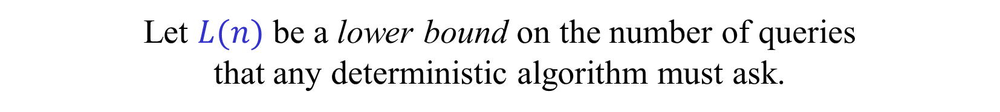 Let L(n) be a lower bound on the number of queries
that any deterministic algorithm must ask.